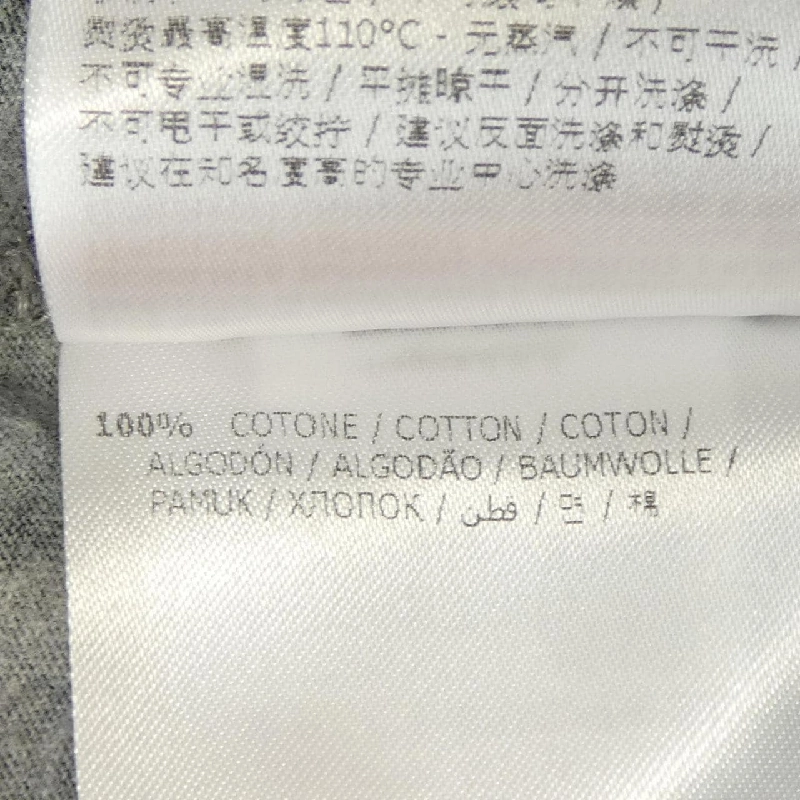 熨烫最高温度110°C - 无蒸汽 / 不可干洗 /
不可专业湿洗 / 平摊晾干 / 分开洗涤 /
不可甩干或绞拧 / 建议反面洗涤和熨烫 /
建议在知名度高的专业中心洗涤
100% COTONE / COTTON / COTON /
ALGODÓN / ALGODÃO / BAUMWOLLE /
PAMUK / ХЛОПОК / قطن / 면 / 棉